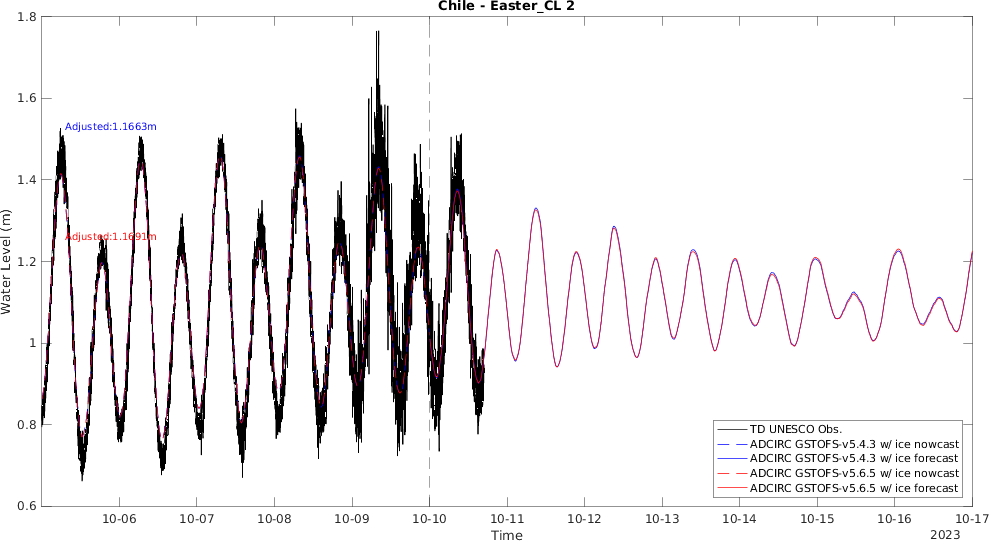 Chile - Easter_CL 2
Water Level (m)
1.8
1.6
1.4
1.2
1
0.8
0.6
Adjusted:1.1663m
Adjusted:1.1691m
TD UNESCO Obs.
ADCIRC GSTOFS-v5.4.3 w/ ice nowcast
ADCIRC GSTOFS-v5.4.3 w/ ice forecast
ADCIRC GSTOFS-v5.6.5 w/ ice nowcast
ADCIRC GSTOFS-v5.6.5 w/ ice forecast
10-06 10-07 10-08 10-09 10-10 10-11 10-12 10-13 10-14 10-15 10-16 10-17
Time
2023